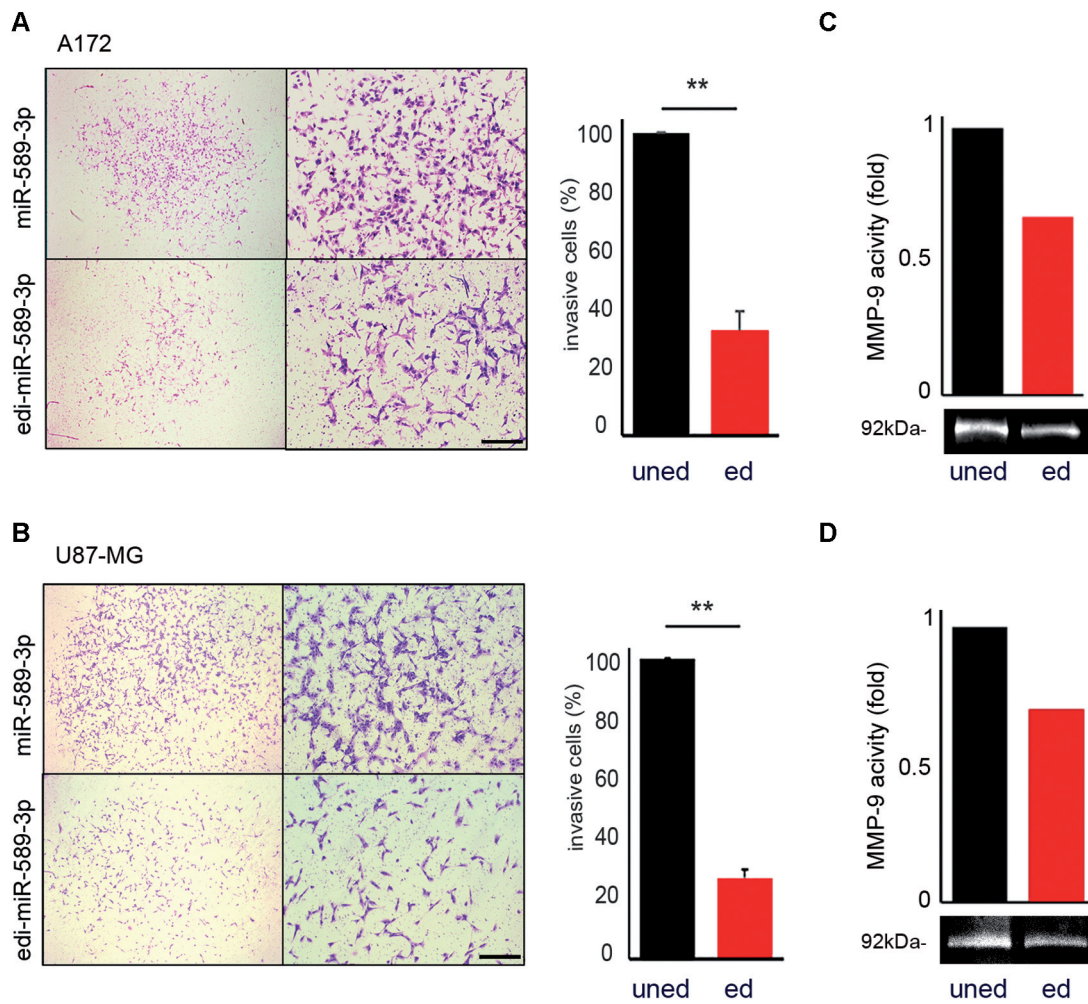 A
A172
miR-589-3p
edi-miR-589-3p
**
invasive cells (%)
100
80
60
40
20
0
uned
ed
C
MMP-9 acivity (fold)
1
0.5
0
92kDa-
uned
ed
B
U87-MG
miR-589-3p
edi-miR-589-3p
**
invasive cells (%)
100
80
60
40
20
0
uned
ed
D
MMP-9 acivity (fold)
1
0.5
0
92kDa-
uned
ed